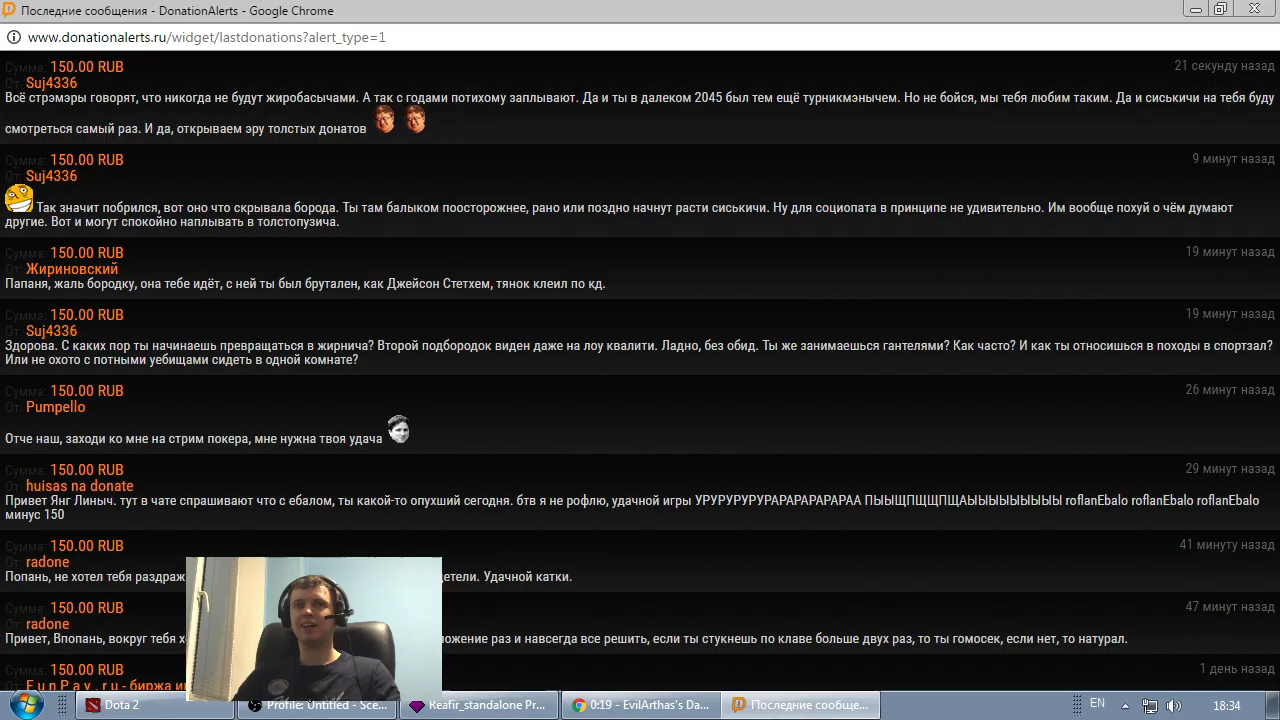 Последние сообщения - DonationAlerts - Google Chrome
www.donationalerts.ru/widget/lastdonations?alert_type=1
Сумма: 150.00 RUB 21 секунду назад
От: Suj4336
Всё стрэмэры говорят, что никогда не будут жиробасычами. А так с годами потихому заплывают. Да и ты в далеком 2045 был тем ещё турникмэнычем. Но не бойся, мы тебя любим таким. Да и сиськичи на тебя буду
смотреться самый раз. И да, открываем эру толстых донатов
Сумма: 150.00 RUB 9 минут назад
От: Suj4336
Так значит побрился, вот оно что скрывала борода. Ты там балыком поосторожнее, рано или поздно начнут расти сиськичи. Ну для социопата в принципе не удивительно. Им вообще похуй о чём думают
другие. Вот и могут спокойно наплывать в толстопузича.
Сумма: 150.00 RUB 19 минут назад
От: Жириновский
Папаня, жаль бородку, она тебе идёт, с ней ты был брутален, как Джейсон Стетхем, тянок клеил по кд.
Сумма: 150.00 RUB 19 минут назад
От: Suj4336
Здорова. С каких пор ты начинаешь превращаться в жирнича? Второй подбородок виден даже на лоу квалити. Ладно, без обид. Ты же занимаешься гантелями? Как часто? И как ты относишься в походы в спортзал?
Или не охото с потными уебищами сидеть в одной комнате?
Сумма: 150.00 RUB 26 минут назад
От: Pumpello
Отче наш, заходи ко мне на стрим покера, мне нужна твоя удача
Сумма: 150.00 RUB 29 минут назад
От: huisas na donate
Привет Янг Линыч. тут в чате спрашивают что с ебалом, ты какой-то опухший сегодня. бтв я не рофлю, удачной игры УРУРУРУРУРАРАРАРАРАРАА ПЫЫЩПЩЩПЩАЫЫЫЫЫЫЫЫЫ roflanEbalo roflanEbalo roflanEbalo
минус 150
Сумма: 150.00 RUB 41 минуту назад
От: radone
Попань, не хотел тебя раздраж детели. Удачной катки.
Сумма: 150.00 RUB 47 минут назад
От: radone
Привет, Впопань, вокруг тебя х ложение раз и навсегда все решить, если ты стукнешь по клаве больше двух раз, то ты гомосек, если нет, то натурал.
Сумма: 150.00 RUB 1 день назад
От: F u n P a y . r u - биржа и
Dota 2 Profile: Untitled - Sce... Reafir_standalone Pr... 0:19 - EvilArthas's Da... Последние сообще... EN 18:34